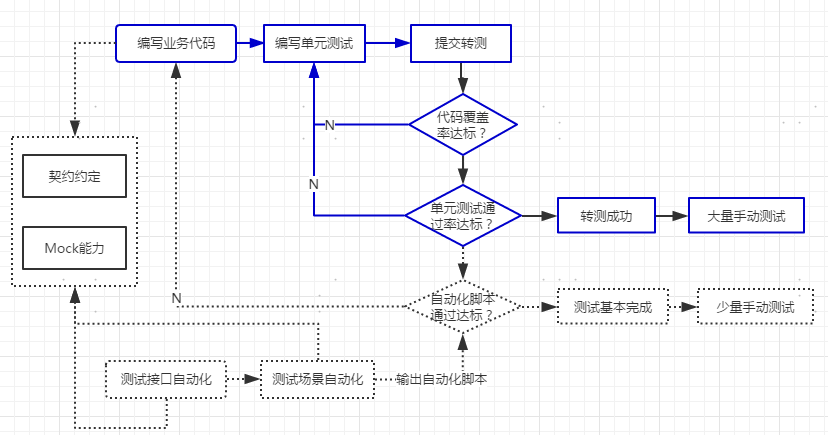 编写业务代码
编写单元测试
提交转测
代码覆盖
率达标？
N
契约约定
N
单元测试通
过率达标？
转测成功
大量手动测试
Mock能力
N
自动化脚本
通过达标？
测试基本完成
少量手动测试
测试接口自动化
测试场景自动化
输出自动化脚本